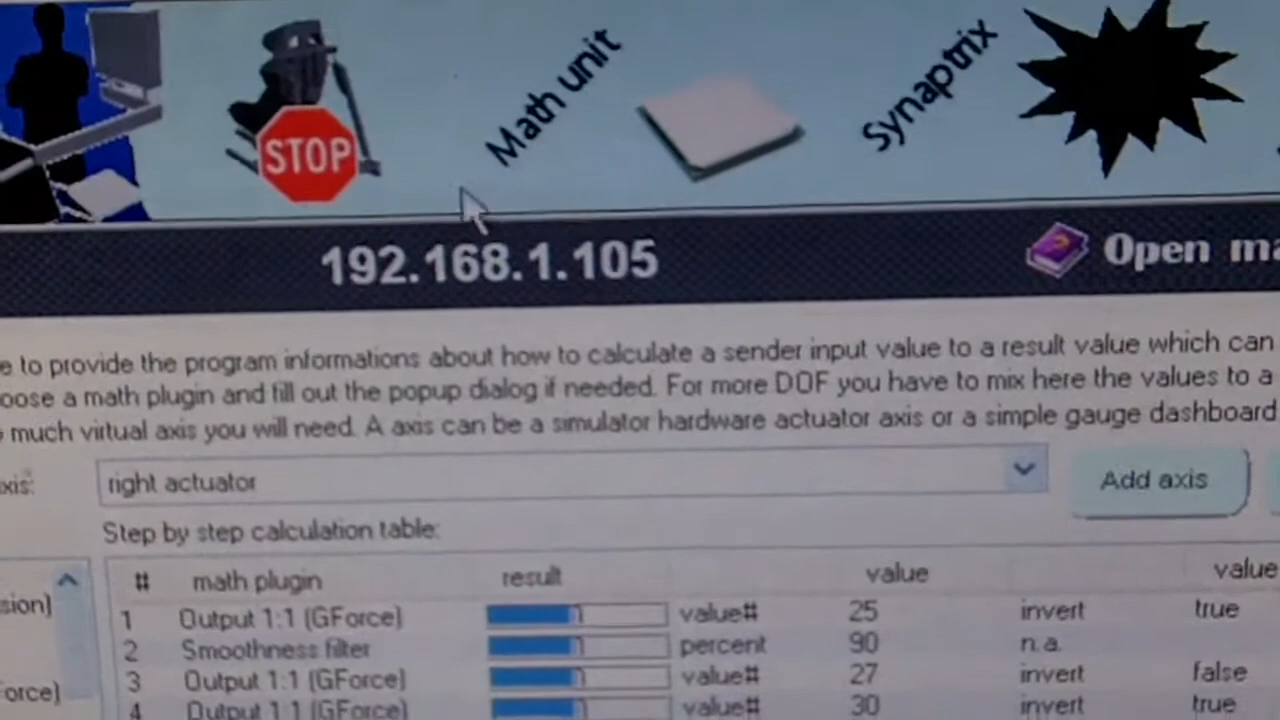 STOP
Math unit
Synaptrix
192.168.1.105
Open
e to provide the program informations about how to calculate a sender input value to a result value which can
oose a math plugin and fill out the popup dialog if needed. For more DOF you have to mix here the values to a
much virtual axis you will need. A axis can be a simulator hardware actuator axis or a simple gauge dashboard
xis: right actuator Add axis
Step by step calculation table:
# math plugin result value value
sion]
1 Output 1:1 (GForce) value# 25 invert true
2 Smoothness filter percent 90 n.a.
3 Output 1:1 (GForce) value# 27 invert false
orce)
4 Output 1:1 (GForce) value# 30 invert true